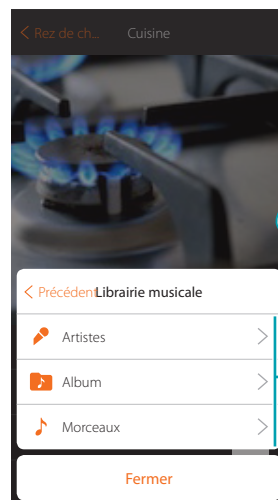 Rez de ch... Cuisine
Précédent Librairie musicale
Artistes
Album
Morceaux
Fermer